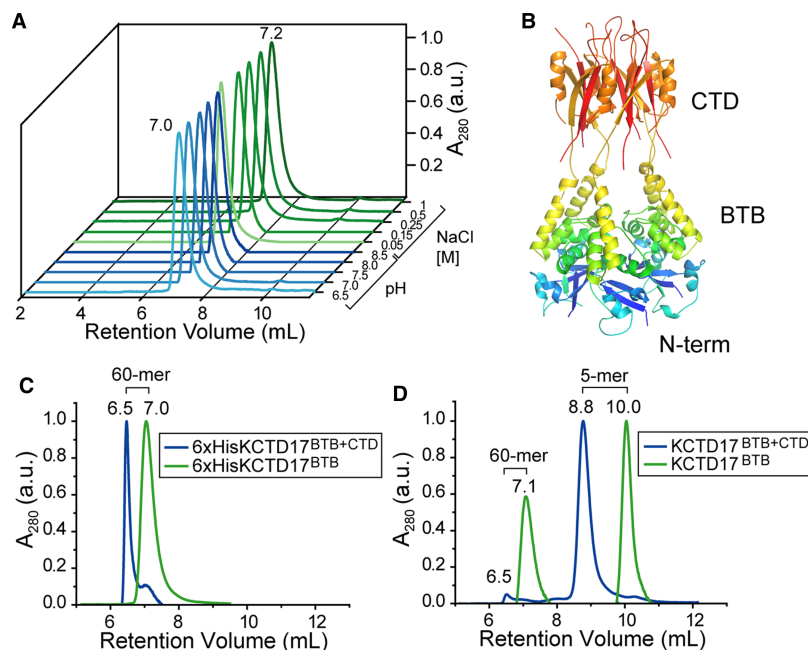 A
7.0
7.2
1.0
0.8
0.6
0.4
0.2
A280 (a.u.)
1
0.5
0.15
0.05
8.5
8.0
7.5
7.0
6.5
NaCl
[M]
pH
2
4
6
8
10
Retention Volume (mL)
B
CTD
BTB
N-term
C
60-mer
6.5 7.0
1.0
0.8
0.6
0.4
0.2
0.0
A280 (a.u.)
6xHisKCTD17BTB+CTD
6xHisKCTD17BTB
6 8 10 12
Retention Volume (mL)
D
5-mer
8.8 10.0
60-mer
7.1
6.5
1.0
0.8
0.6
0.4
0.2
0.0
A280 (a.u.)
KCTD17BTB+CTD
KCTD17BTB
6 8 10 12
Retention Volume (mL)